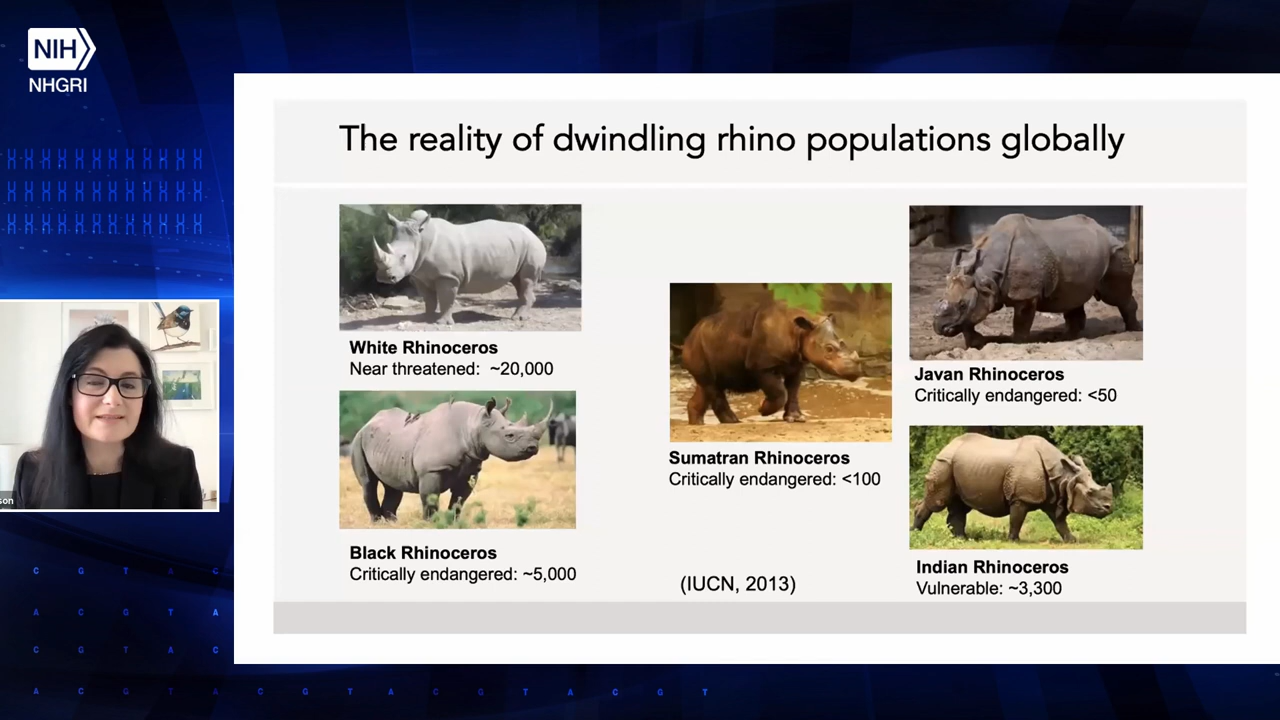 NIH
NHGRI
The reality of dwindling rhino populations globally
White Rhinoceros
Near threatened: ~20,000
Black Rhinoceros
Critically endangered: ~5,000
Sumatran Rhinoceros
Critically endangered: <100
(IUCN, 2013)
Javan Rhinoceros
Critically endangered: <50
Indian Rhinoceros
Vulnerable: ~3,300
son
C G T A C
A C G T A
C G T A C
A C G T A C G T A C G T A C G T